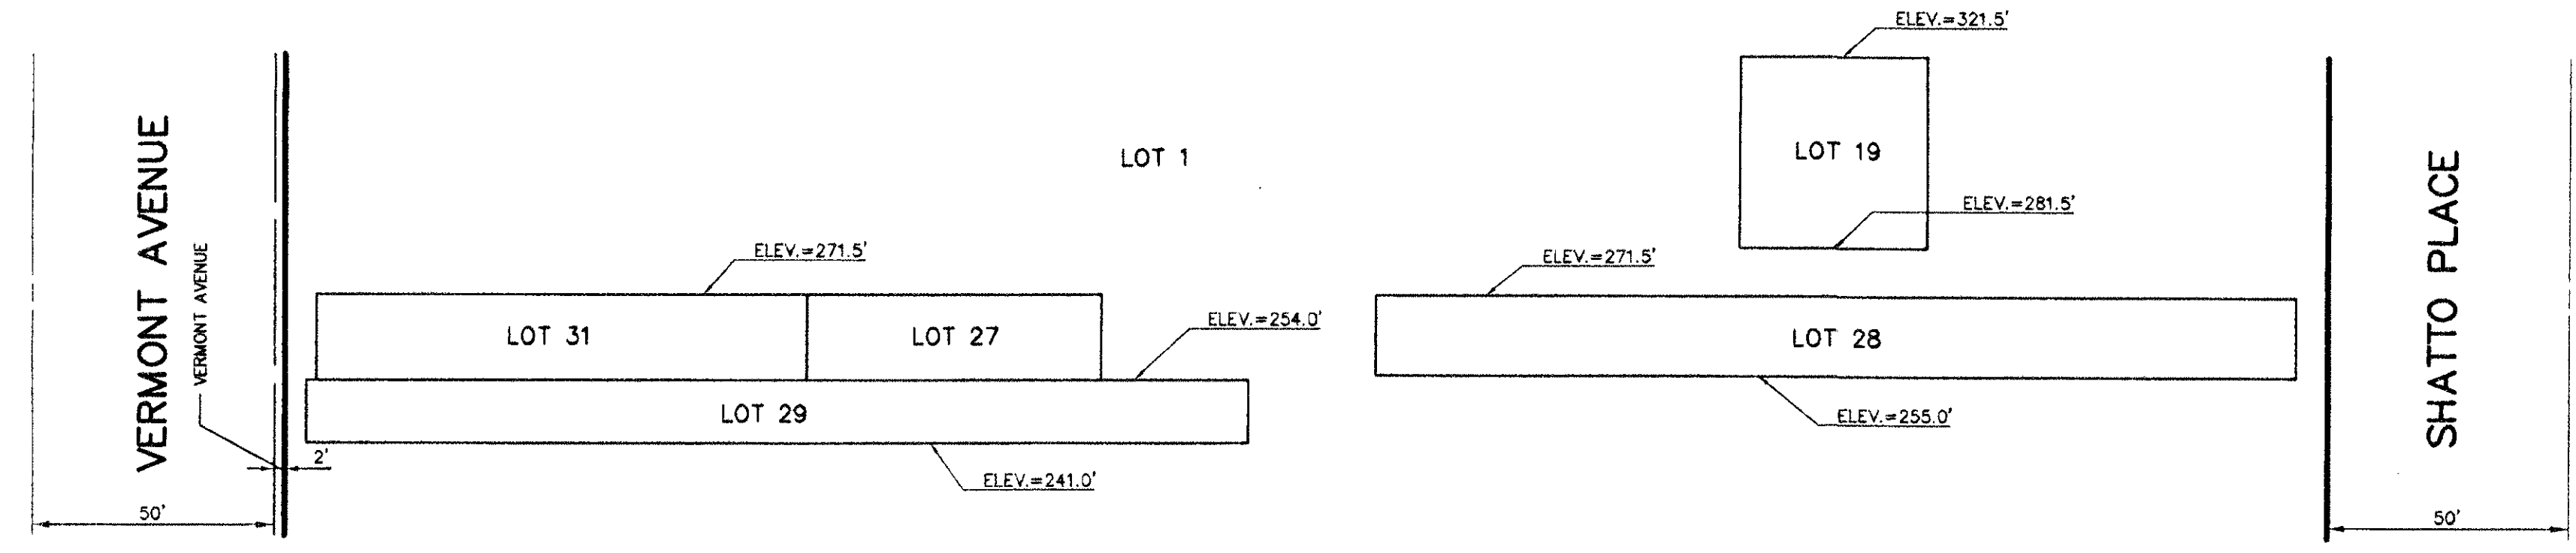 ELEV.=321.5'
VERMONT AVENUE
LOT 1
LOT 19
SHATTO PLACE
ELEV.=281.5'
VERMONT AVENUE
ELEV.=271.5'
ELEV.=271.5'
LOT 31
LOT 27
ELEV.=254.0'
LOT 28
LOT 29
ELEV.=255.0'
2'
ELEV.=241.0'
50'
50'